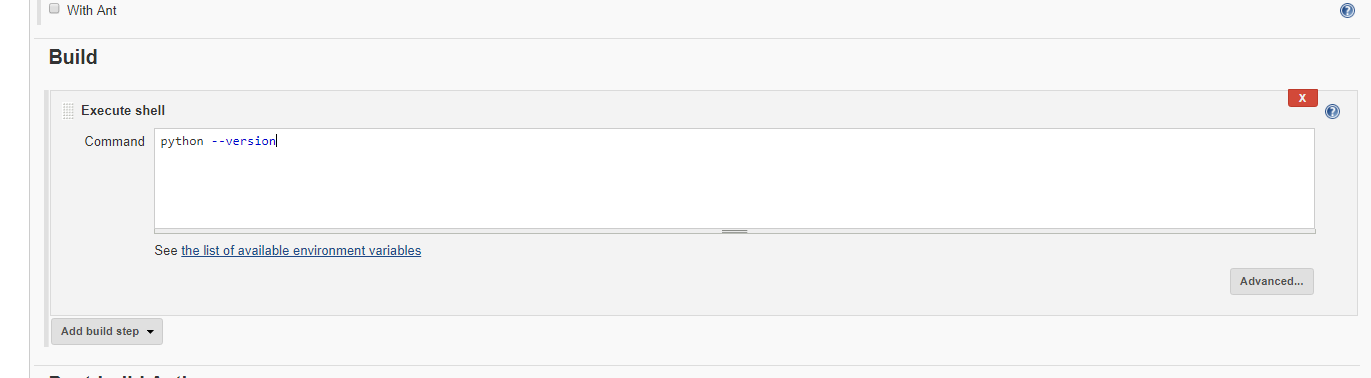 With Ant
Build
X
Execute shell
Command
python --version
See the list of available environment variables
Advanced...
Add build step